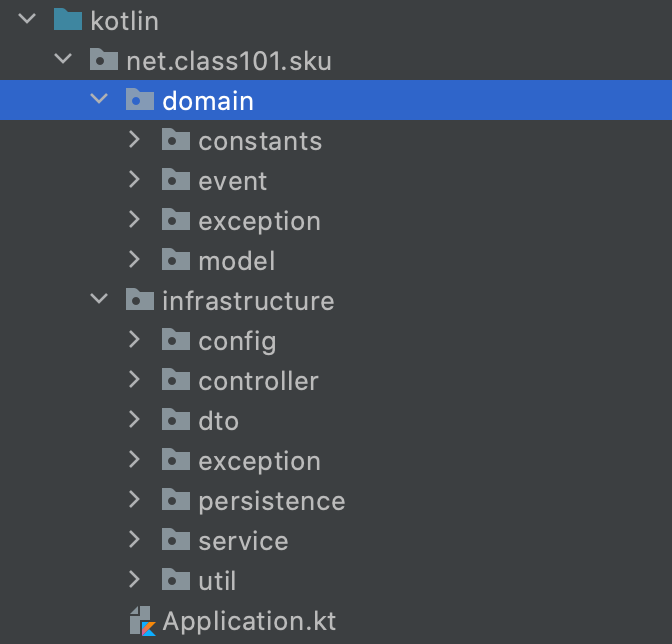 kotlin
net.class101.sku
domain
constants
event
exception
model
infrastructure
config
controller
dto
exception
persistence
service
util
Application.kt